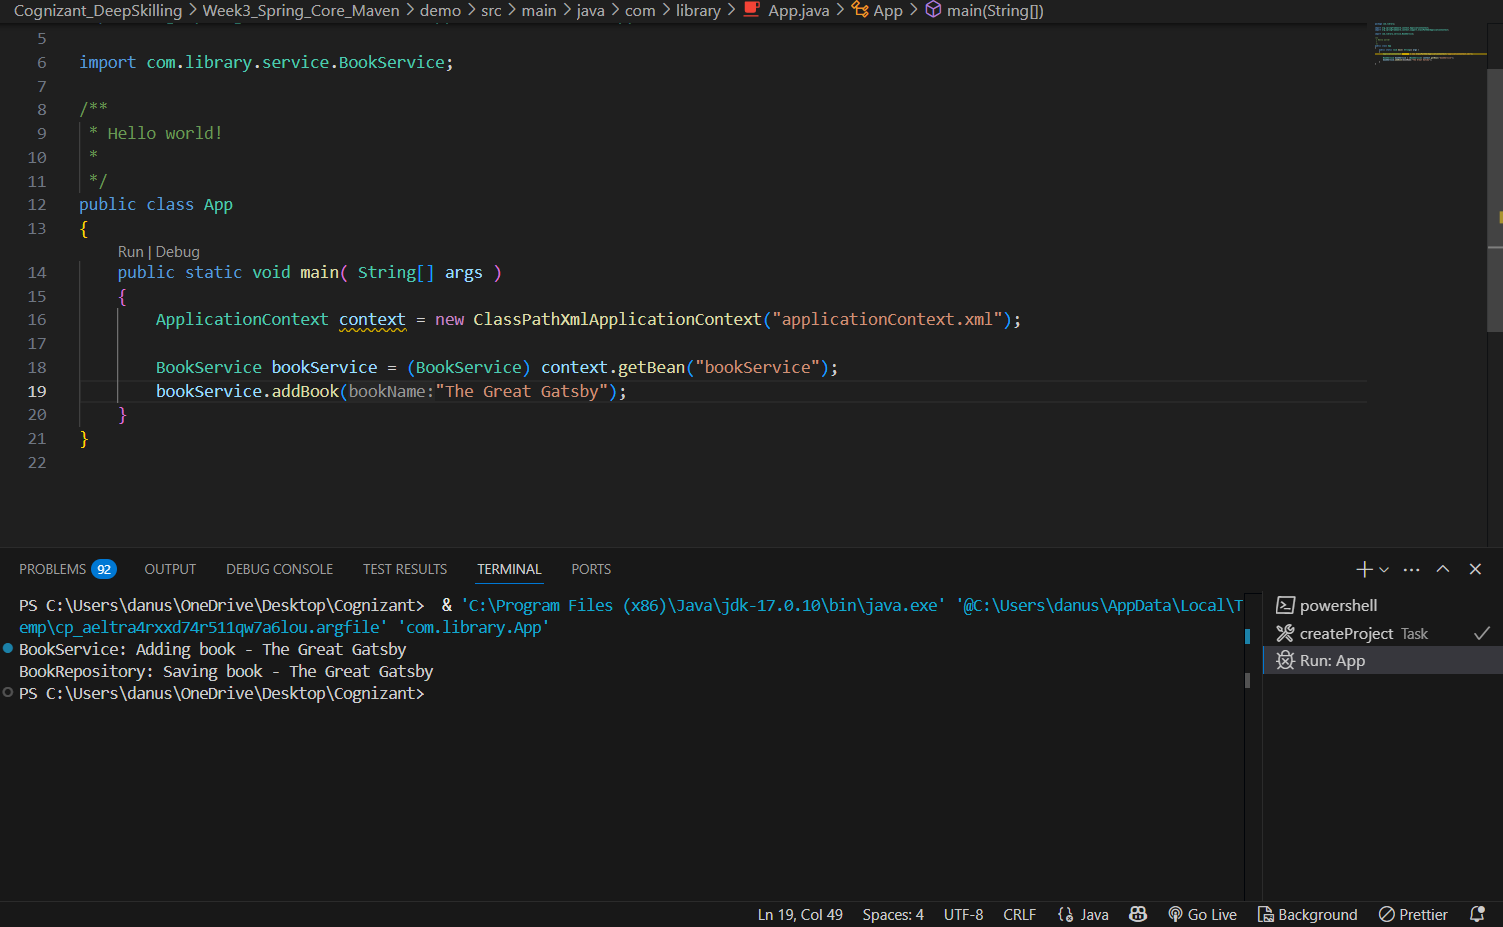 Cognizant_DeepSkilling > Week3_Spring_Core_Maven > demo > src > main > java > com > library > App.java > App > main(String[])
5
6 import com.library.service.BookService;
7
8 /**
9  * Hello world!
10  *
11  */
12 public class App
13 {
Run | Debug
14     public static void main( String[] args )
15     {
16         ApplicationContext context = new ClassPathXmlApplicationContext("applicationContext.xml");
17
18         BookService bookService = (BookService) context.getBean("bookService");
19         bookService.addBook(bookName:"The Great Gatsby");
20     }
21 }
22
PROBLEMS 92 OUTPUT DEBUG CONSOLE TEST RESULTS TERMINAL PORTS
PS C:\Users\danus\OneDrive\Desktop\Cognizant>  & 'C:\Program Files (x86)\Java\jdk-17.0.10\bin\java.exe' '@C:\Users\danus\AppData\Local\T
emp\cp_aeltra4rxxd74r511qw7a6lou.argfile' 'com.library.App'
BookService: Adding book - The Great Gatsby
BookRepository: Saving book - The Great Gatsby
PS C:\Users\danus\OneDrive\Desktop\Cognizant>
powershell
createProject Task
Run: App
Ln 19, Col 49 Spaces: 4 UTF-8 CRLF Java Go Live Background Prettier